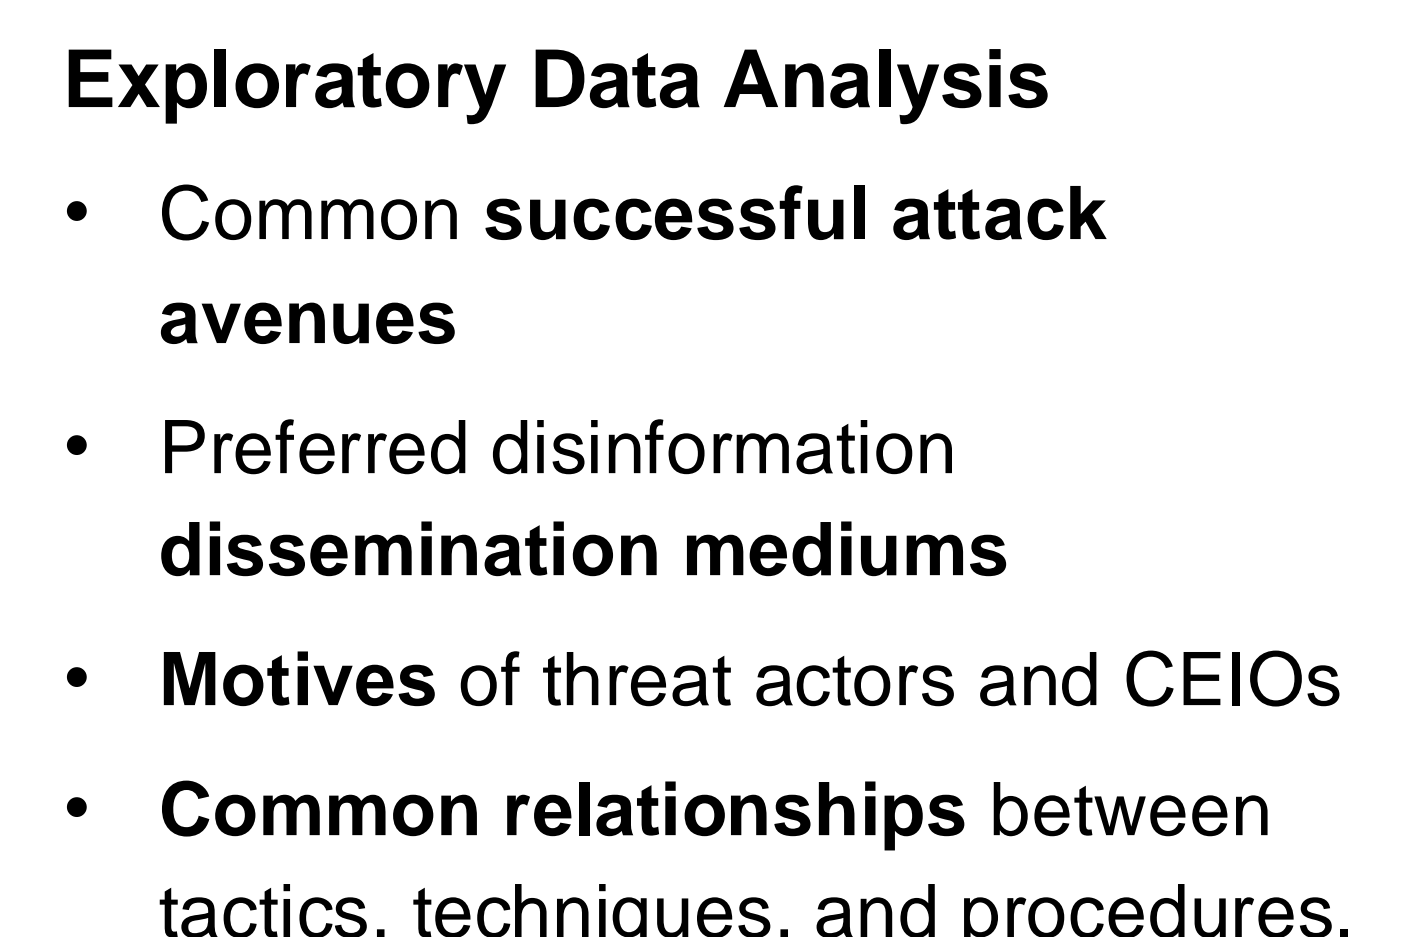 Exploratory Data Analysis
• Common successful attack
avenues
• Preferred disinformation
dissemination mediums
• Motives of threat actors and CEIOs
• Common relationships between
tactics, techniques, and procedures,